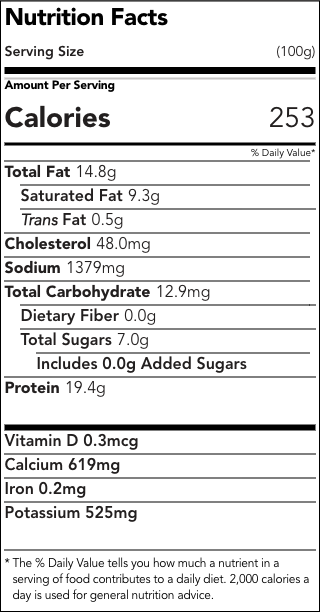 Nutrition Facts
Serving Size (100g)
Amount Per Serving
Calories 253
% Daily Value*
Total Fat 14.8g
Saturated Fat 9.3g
Trans Fat 0.5g
Cholesterol 48.0mg
Sodium 1379mg
Total Carbohydrate 12.9mg
Dietary Fiber 0.0g
Total Sugars 7.0g
Includes 0.0g Added Sugars
Protein 19.4g
Vitamin D 0.3mcg
Calcium 619mg
Iron 0.2mg
Potassium 525mg
* The % Daily Value tells you how much a nutrient in a
serving of food contributes to a daily diet. 2,000 calories a
day is used for general nutrition advice.